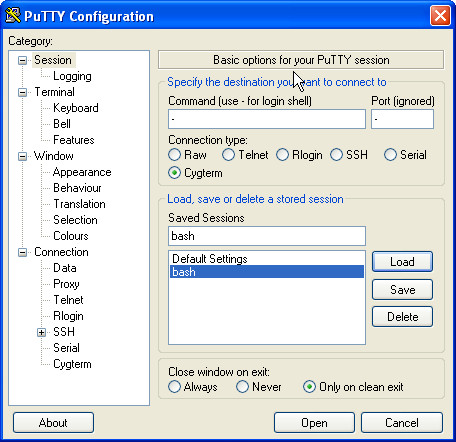 PuTTY Configuration
Category:
Session
Logging
Terminal
Keyboard
Bell
Features
Window
Appearance
Behaviour
Translation
Selection
Colours
Connection
Data
Proxy
Telnet
Rlogin
SSH
Serial
Cygterm
Basic options for your PuTTY session
Specify the destination you want to connect to
Command (use - for login shell) Port (ignored)
- -
Connection type:
Raw Telnet Rlogin SSH Serial
Cygterm
Load, save or delete a stored session
Saved Sessions
bash
Default Settings
bash
Load
Save
Delete
Close window on exit:
Always Never Only on clean exit
About Open Cancel